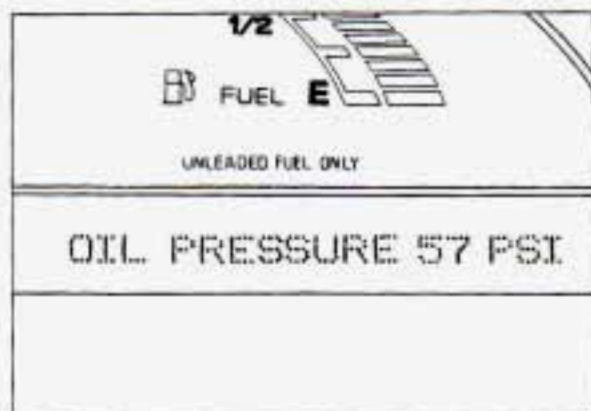 1/2
FUEL E
UNLEADED FUEL ONLY
OIL PRESSURE 57 PSI